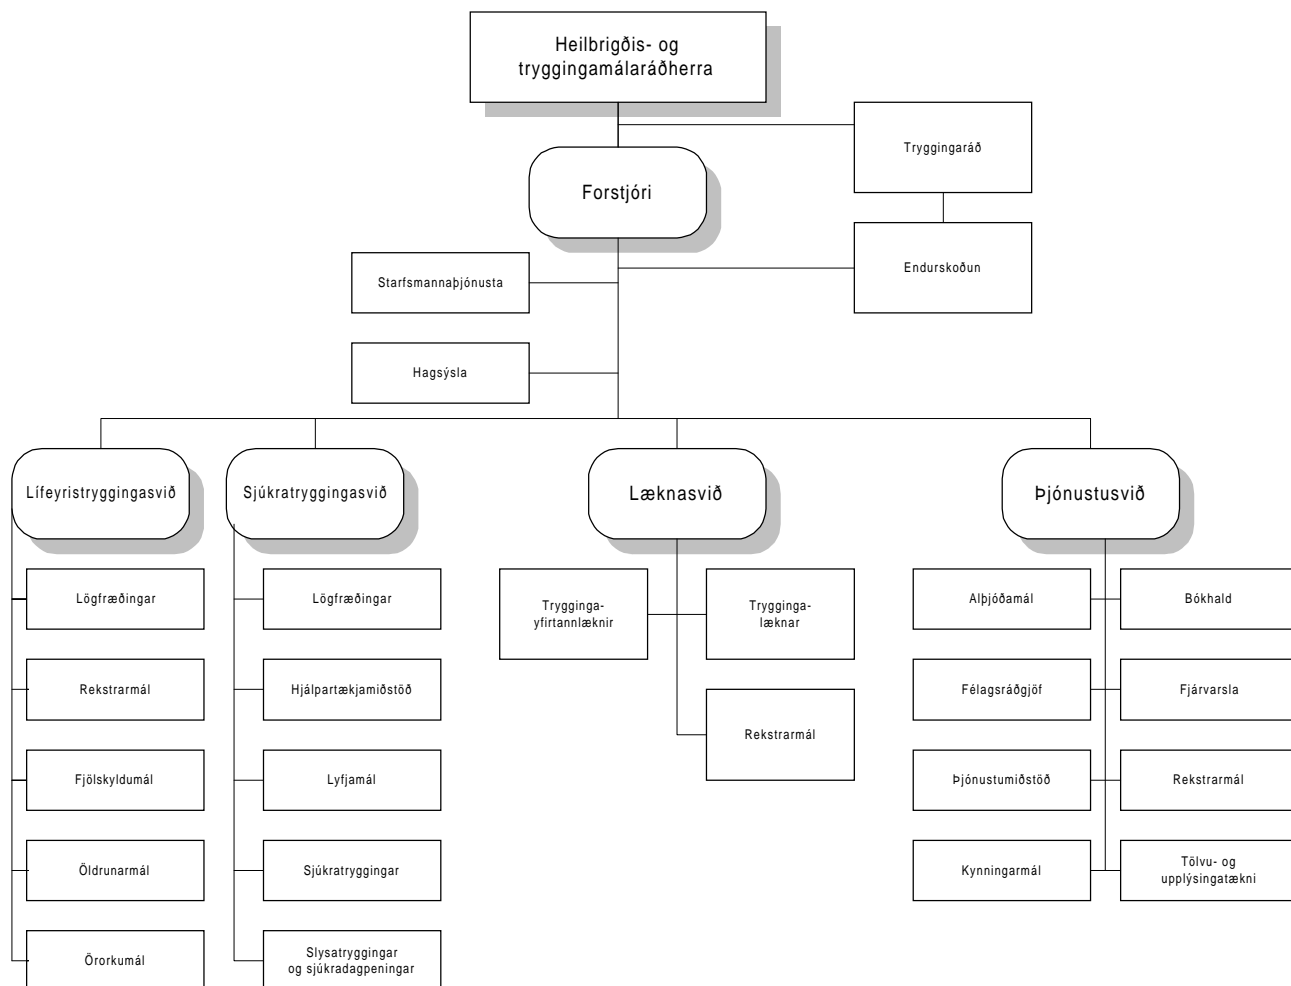 Heilbrigðis- og
tryggingamálaráðherra
Tryggingaráð
Forstjóri
Endurskoðun
Starfsmannaþjónusta
Hagsýsla
Lífeyristryggingasvið
Sjúkratryggingasvið
Læknasvið
Þjónustusvið
Lögfræðingar
Rekstrarmál
Fjölskyldumál
Öldrunarmál
Örorkumál
Lögfræðingar
Hjálpartækjamiðstöð
Lyfjamál
Sjúkratryggingar
Slysatryggingar
og sjúkradagpeningar
Trygginga-
yfirtannlæknir
Trygginga-
læknar
Rekstrarmál
Alþjóðamál
Bókhald
Félagsráðgjöf
Fjárvarsla
Þjónustumiðstöð
Rekstrarmál
Kynningarmál
Tölvu- og
upplýsingatækni